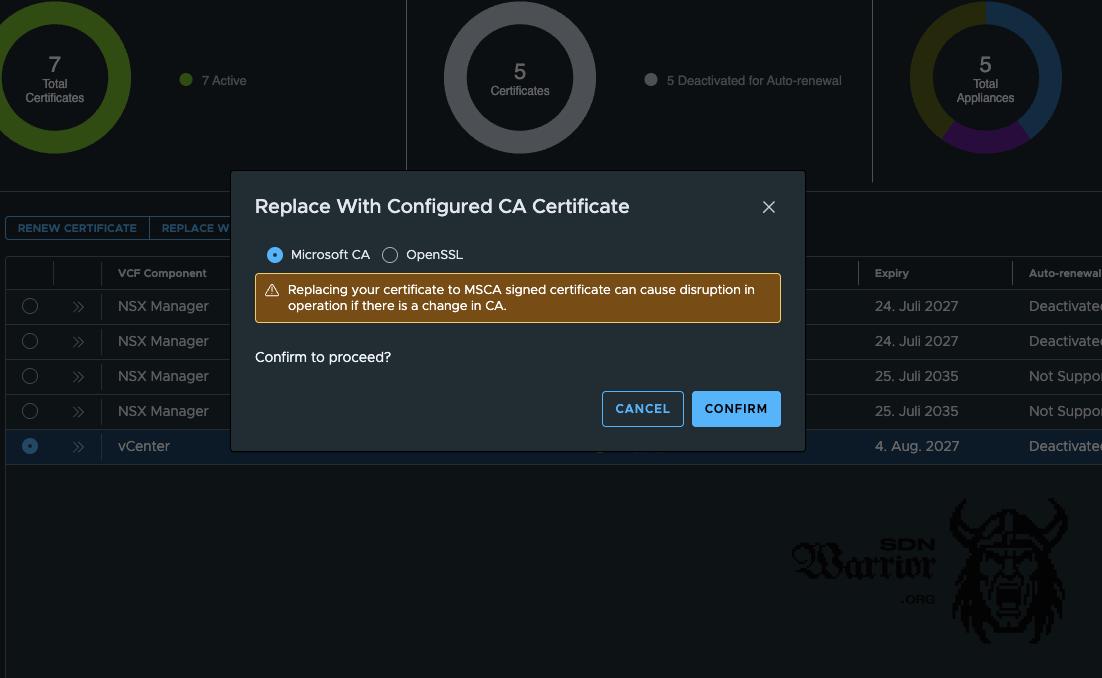 7
Total
Certificates
7 Active
5
Certificates
5 Deactivated for Auto-renewal
5
Total
Appliances
Replace With Configured CA Certificate
Microsoft CA
OpenSSL
Replacing your certificate to MSCA signed certificate can cause disruption in
operation if there is a change in CA.
Confirm to proceed?
CANCEL
CONFIRM
RENEW CERTIFICATE
REPLACE W
VCF Component Expiry Auto-renewal
NSX Manager 24. Juli 2027 Deactivate
NSX Manager 24. Juli 2027 Deactivate
NSX Manager 25. Juli 2035 Not Suppo
NSX Manager 25. Juli 2035 Not Suppo
vCenter 4. Aug. 2027 Deactivate
SDN
Warrior
.ORG